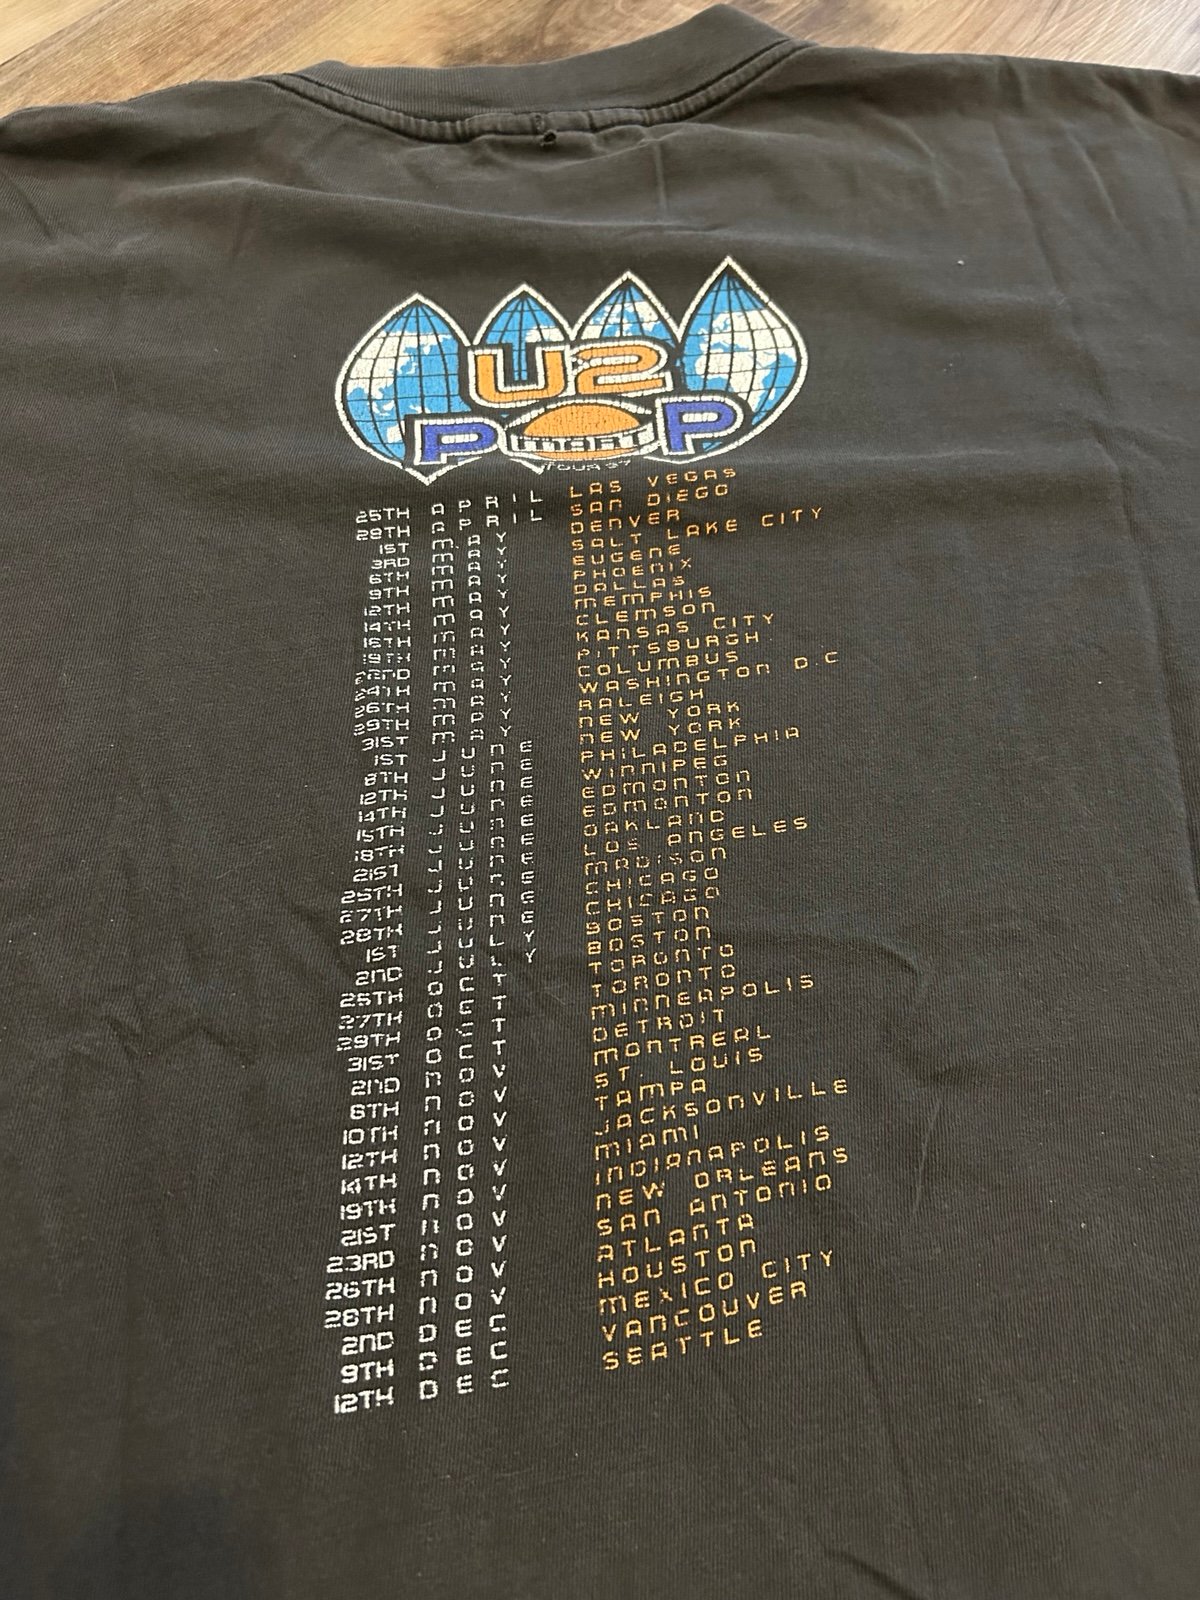 U2
POP
MART
TOUR 97
25TH APRIL LAS VEGAS
28TH APRIL SAN DIEGO
1ST MAY DENVER
3RD MAY SALT LAKE CITY
6TH MAY EUGENE
9TH MAY PHOENIX
12TH MAY DALLAS
14TH MAY MEMPHIS
16TH MAY CLEMSON
19TH MAY KANSAS CITY
22ND MAY PITTSBURGH
24TH MAY COLUMBUS
26TH MAY WASHINGTON D.C
29TH MAY RALEIGH
31ST MAY NEW YORK
1ST JUNE NEW YORK
8TH JUNE PHILADELPHIA
12TH JUNE WINNIPEG
14TH JUNE EDMONTON
15TH JUNE EDMONTON
18TH JUNE OAKLAND
21ST JUNE LOS ANGELES
25TH JUNE MADISON
27TH JUNE CHICAGO
28TH JUNE CHICAGO
1ST JULY BOSTON
2ND JULY BOSTON
25TH OCT TORONTO
27TH OCT TORONTO
29TH OCT MINNEAPOLIS
31ST OCT DETROIT
2ND NOV MONTREAL
6TH NOV ST. LOUIS
10TH NOV TAMPA
12TH NOV JACKSONVILLE
14TH NOV MIAMI
19TH NOV INDIANAPOLIS
21ST NOV NEW ORLEANS
23RD NOV SAN ANTONIO
26TH NOV ATLANTA
28TH NOV HOUSTON
2ND DEC MEXICO CITY
9TH DEC VANCOUVER
12TH DEC SEATTLE